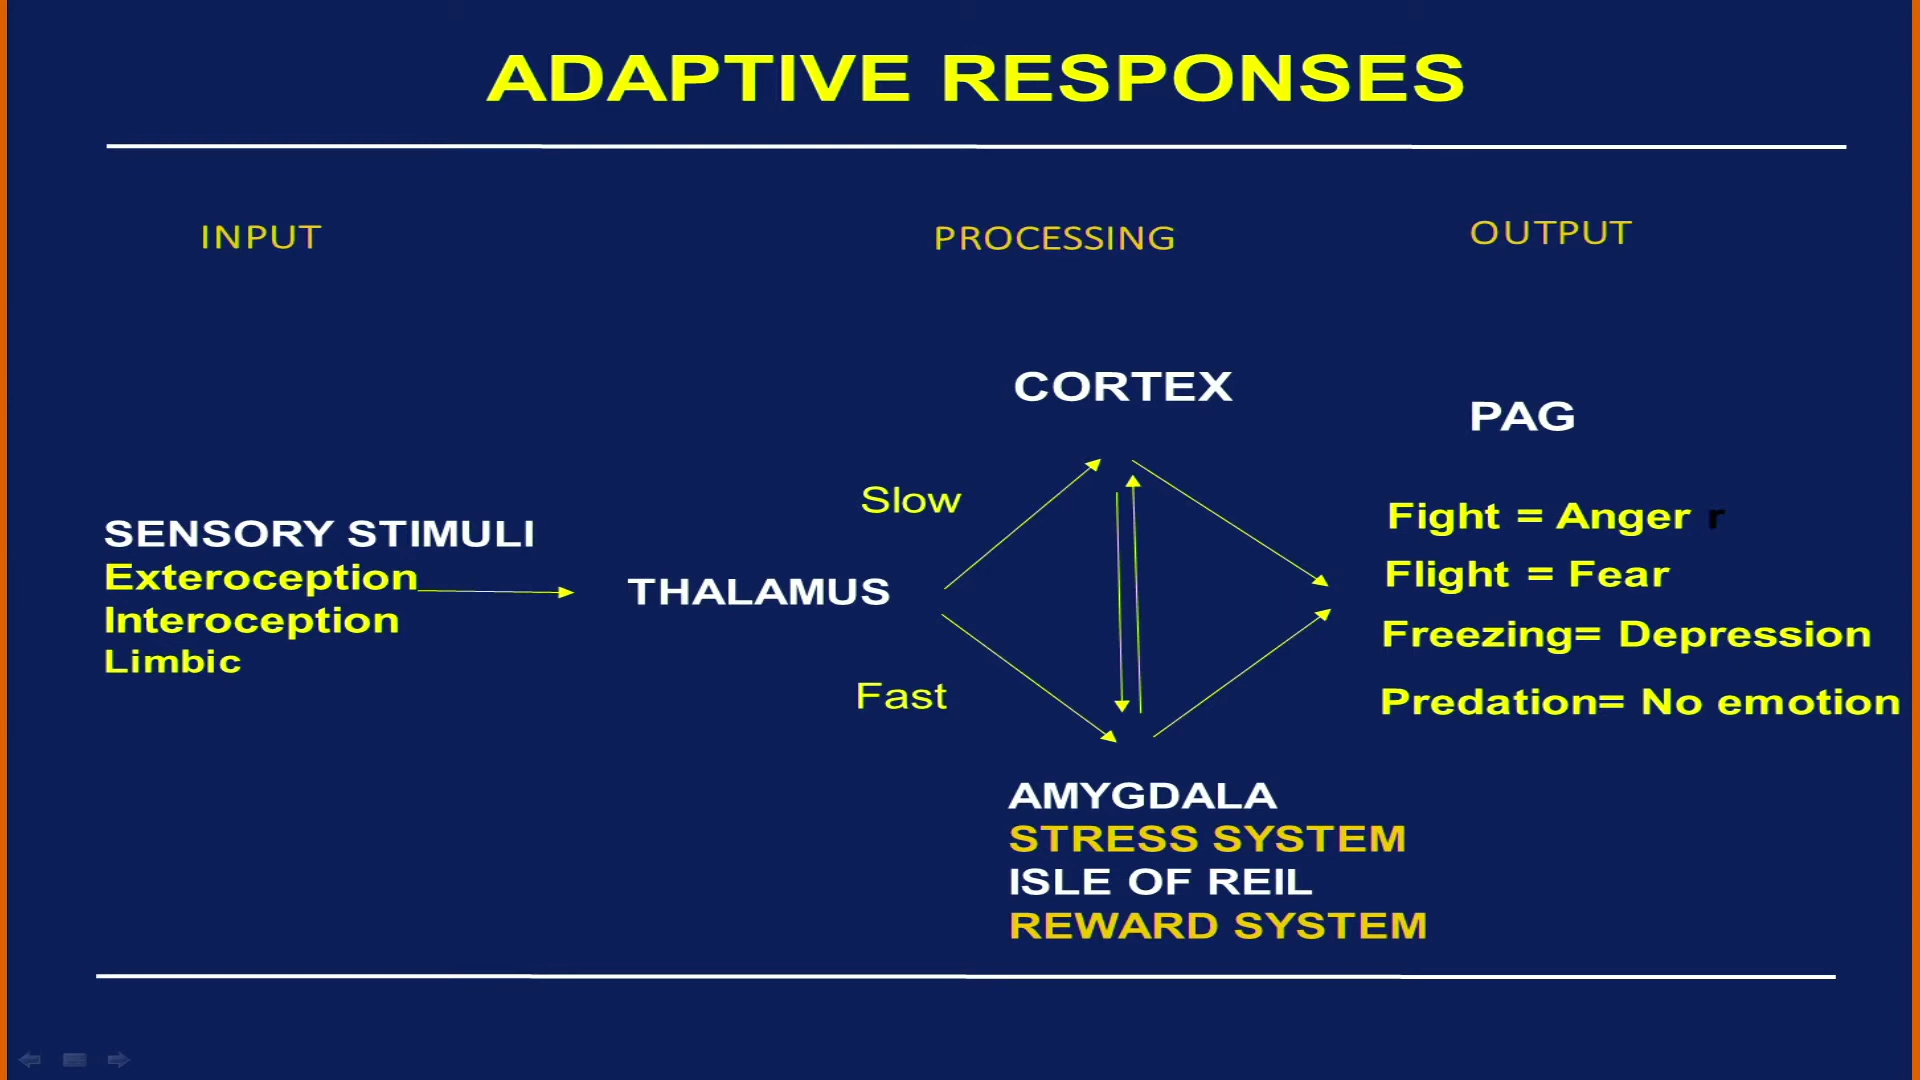 ADAPTIVE RESPONSES
INPUT
PROCESSING
OUTPUT
CORTEX
PAG
Slow
SENSORY STIMULI
Exteroception
Interoception
Limbic
THALAMUS
Fast
Fight = Anger r
Flight = Fear
Freezing= Depression
Predation= No emotion
AMYGDALA
STRESS SYSTEM
ISLE OF REIL
REWARD SYSTEM